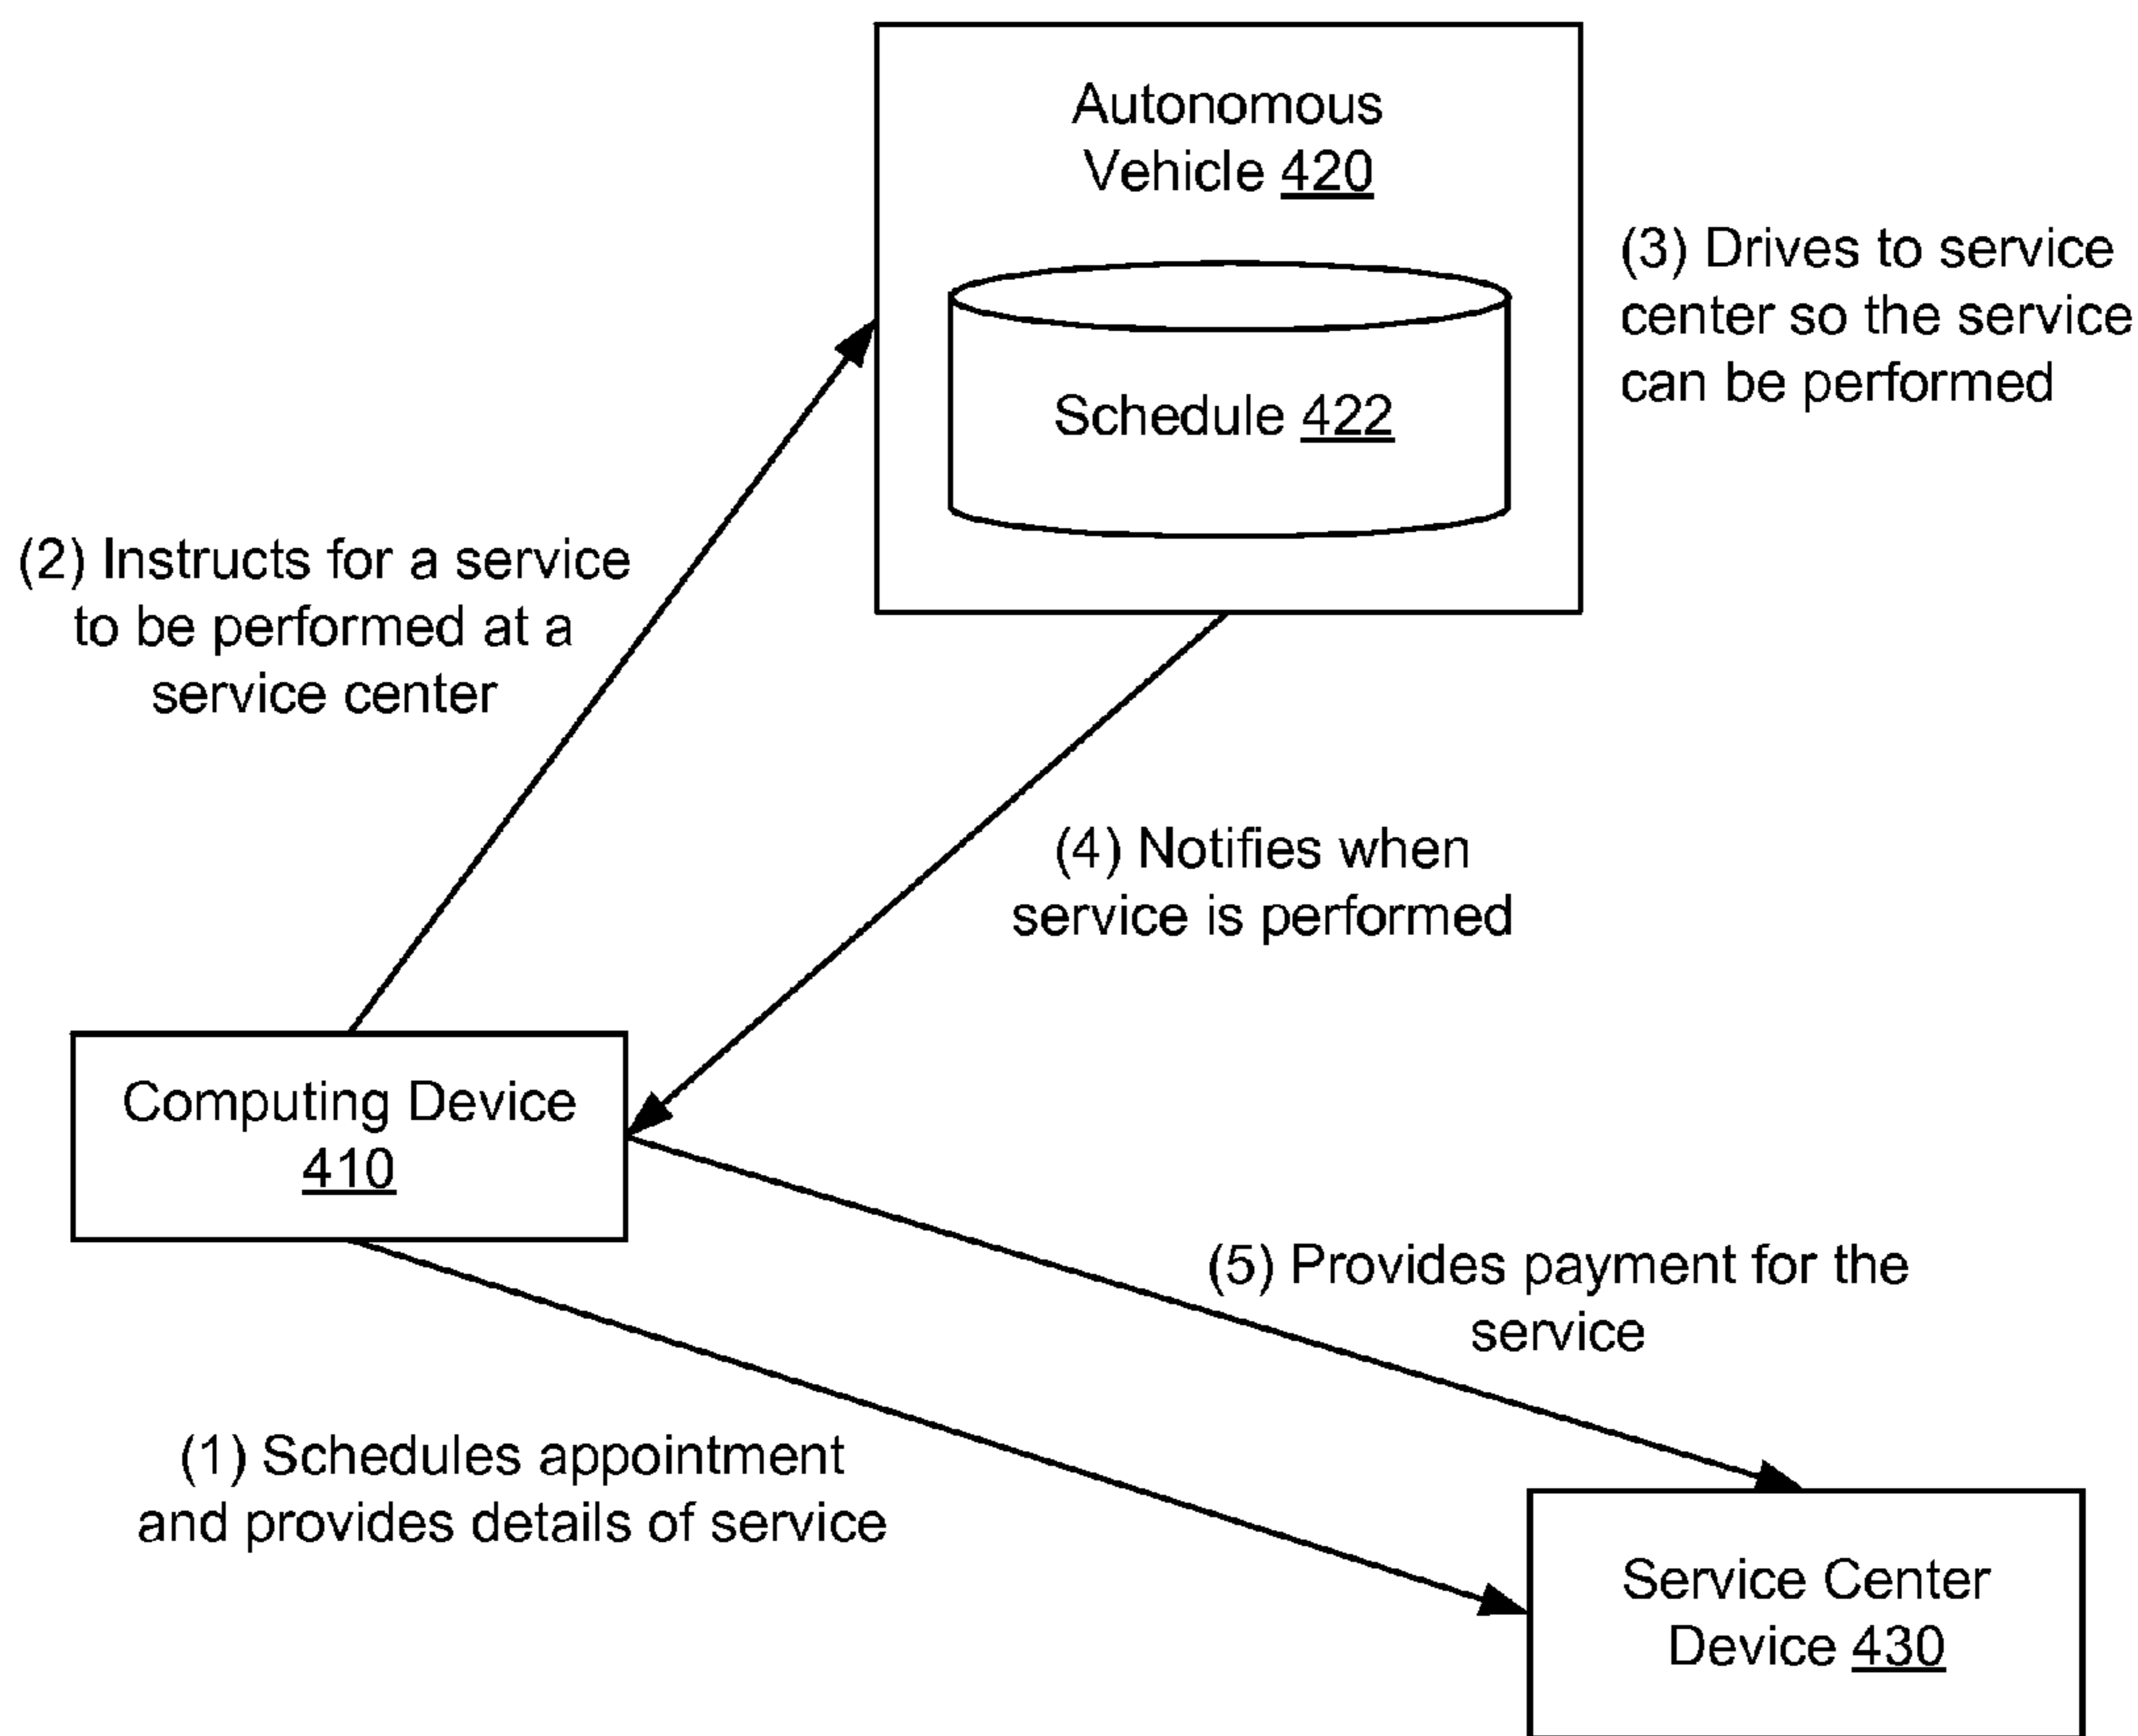 Autonomous
Vehicle 420
Schedule 422
(3) Drives to service
center so the service
can be performed
(2) Instructs for a service
to be performed at a
service center
(4) Notifies when
service is performed
Computing Device
410
(5) Provides payment for the
service
(1) Schedules appointment
and provides details of service
Service Center
Device 430